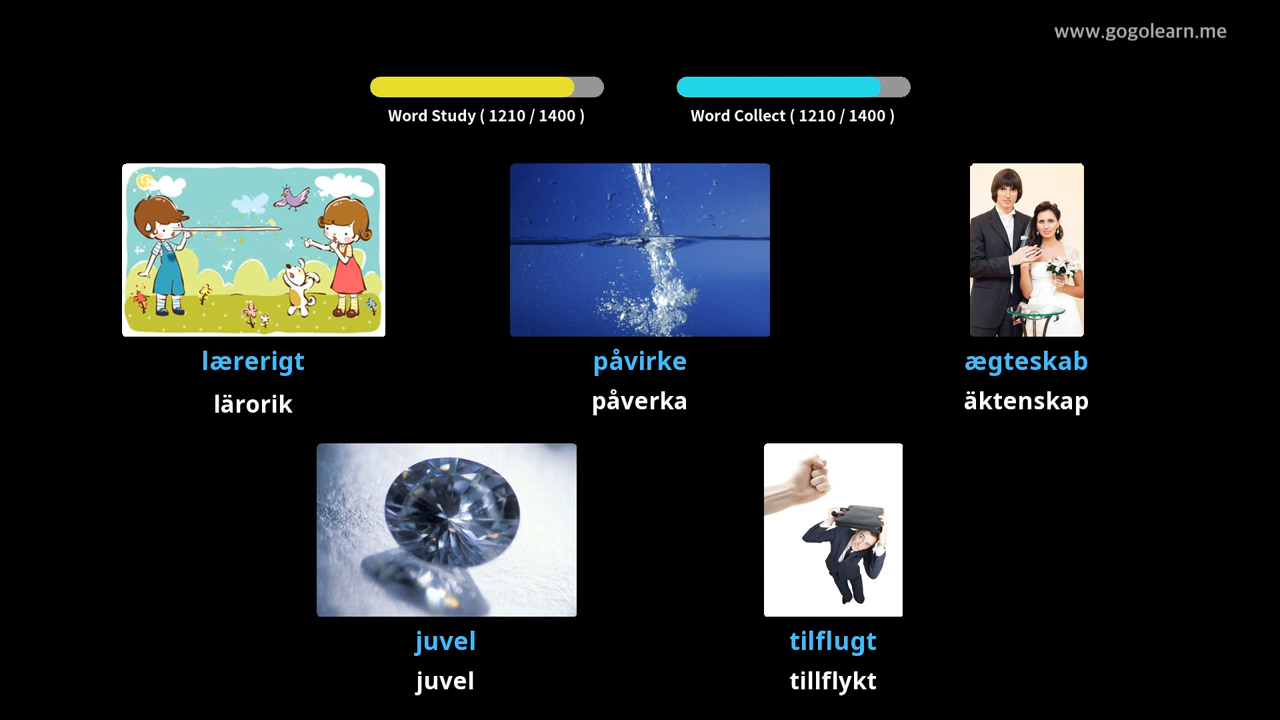 www.gogolearn.me
Word Study ( 1210 / 1400 )
Word Collect ( 1210 / 1400 )
lærerigt
lärorik
påvirke
påverka
ægteskab
äktenskap
juvel
juvel
tilflugt
tillflykt